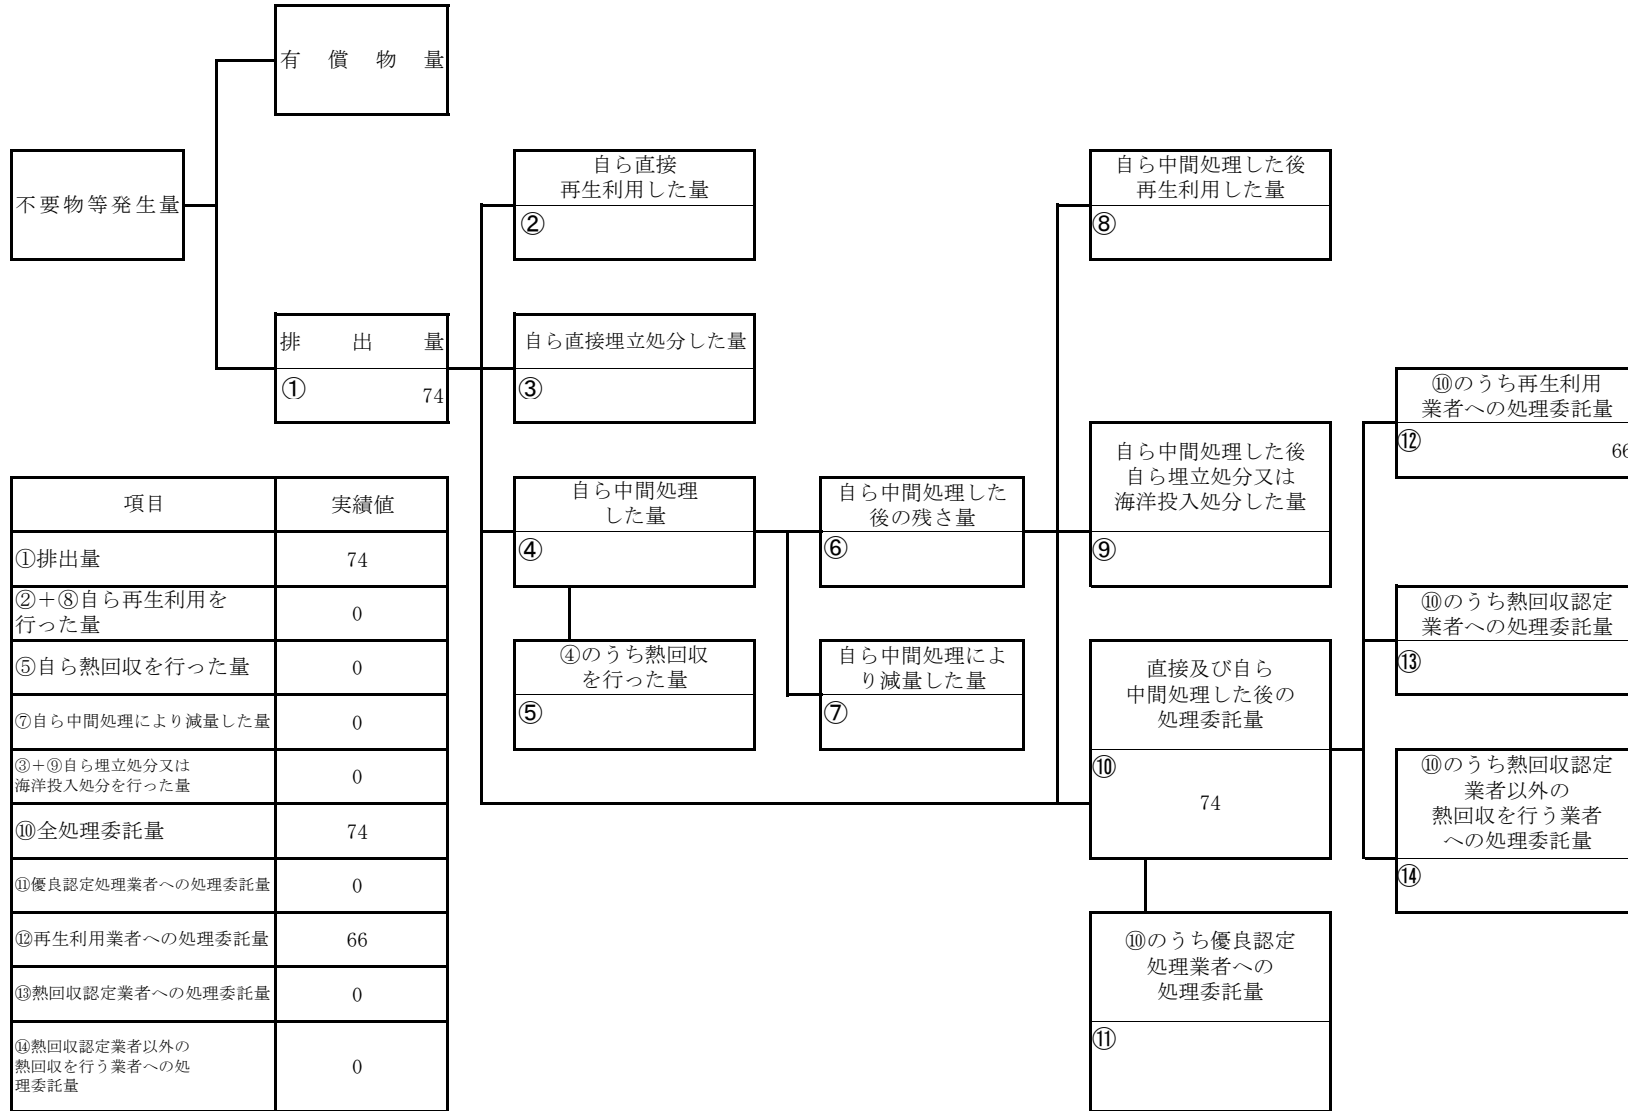 有償物量
不要物等発生量
自ら直接
再生利用した量
②
自ら中間処理した後
再生利用した量
⑧
排出量
① 74
自ら直接埋立処分した量
③
⑩のうち再生利用
業者への処理委託量
⑫ 66
自ら中間処理
した量
④
自ら中間処理した
後の残さ量
⑥
自ら中間処理した後
自ら埋立処分又は
海洋投入処分した量
⑨
⑩のうち熱回収認定
業者への処理委託量
⑬
④のうち熱回収
を行った量
⑤
自ら中間処理によ
り減量した量
⑦
直接及び自ら
中間処理した後の
処理委託量
⑩
74
⑩のうち熱回収認定
業者以外の
熱回収を行う業者
への処理委託量
⑭
⑩のうち優良認定
処理業者への
処理委託量
⑪
項目 実績値
①排出量 74
②+⑧自ら再生利用を
行った量 0
⑤自ら熱回収を行った量 0
⑦自ら中間処理により減量した量 0
③+⑨自ら埋立処分又は
海洋投入処分を行った量 0
⑩全処理委託量 74
⑪優良認定処理業者への処理委託量 0
⑫再生利用業者への処理委託量 66
⑬熱回収認定業者への処理委託量 0
⑭熱回収認定業者以外の
熱回収を行う業者への処
理委託量 0